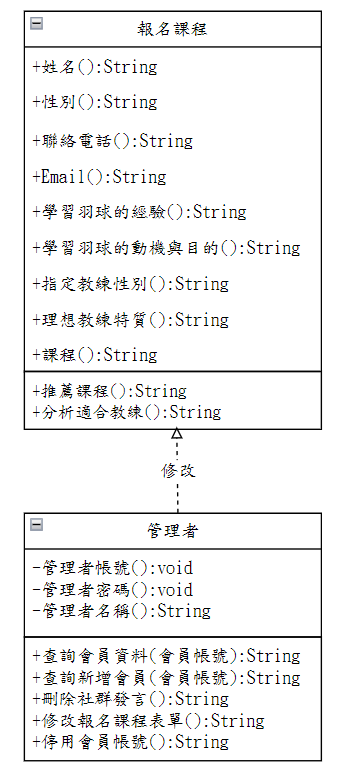 報名課程
+姓名():String
+性別():String
+聯絡電話():String
+Email():String
+學習羽球的經驗():String
+學習羽球的動機與目的():String
+指定教練性別():String
+理想教練特質():String
+課程():String
+推薦課程():String
+分析適合教練():String
修改
管理者
-管理者帳號():void
-管理者密碼():void
-管理者名稱():String
+查詢會員資料(會員帳號):String
+查詢新增會員(會員帳號):String
+刪除社群發言():String
+修改報名課程表單():String
+停用會員帳號():String